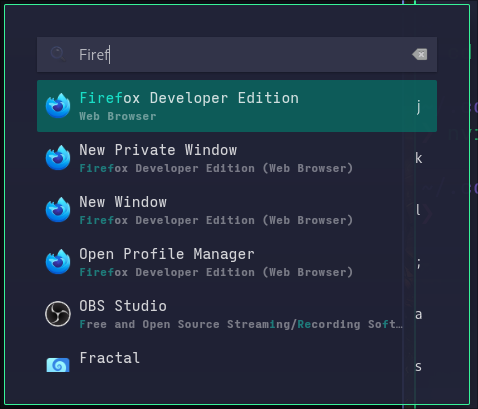 Firef
Firefox Developer Edition
Web Browser
j
New Private Window
Firefox Developer Edition (Web Browser)
k
New Window
Firefox Developer Edition (Web Browser)
l
Open Profile Manager
Firefox Developer Edition (Web Browser)
;
OBS Studio
Free and Open Source Streaming/Recording Soft…
a
Fractal
s